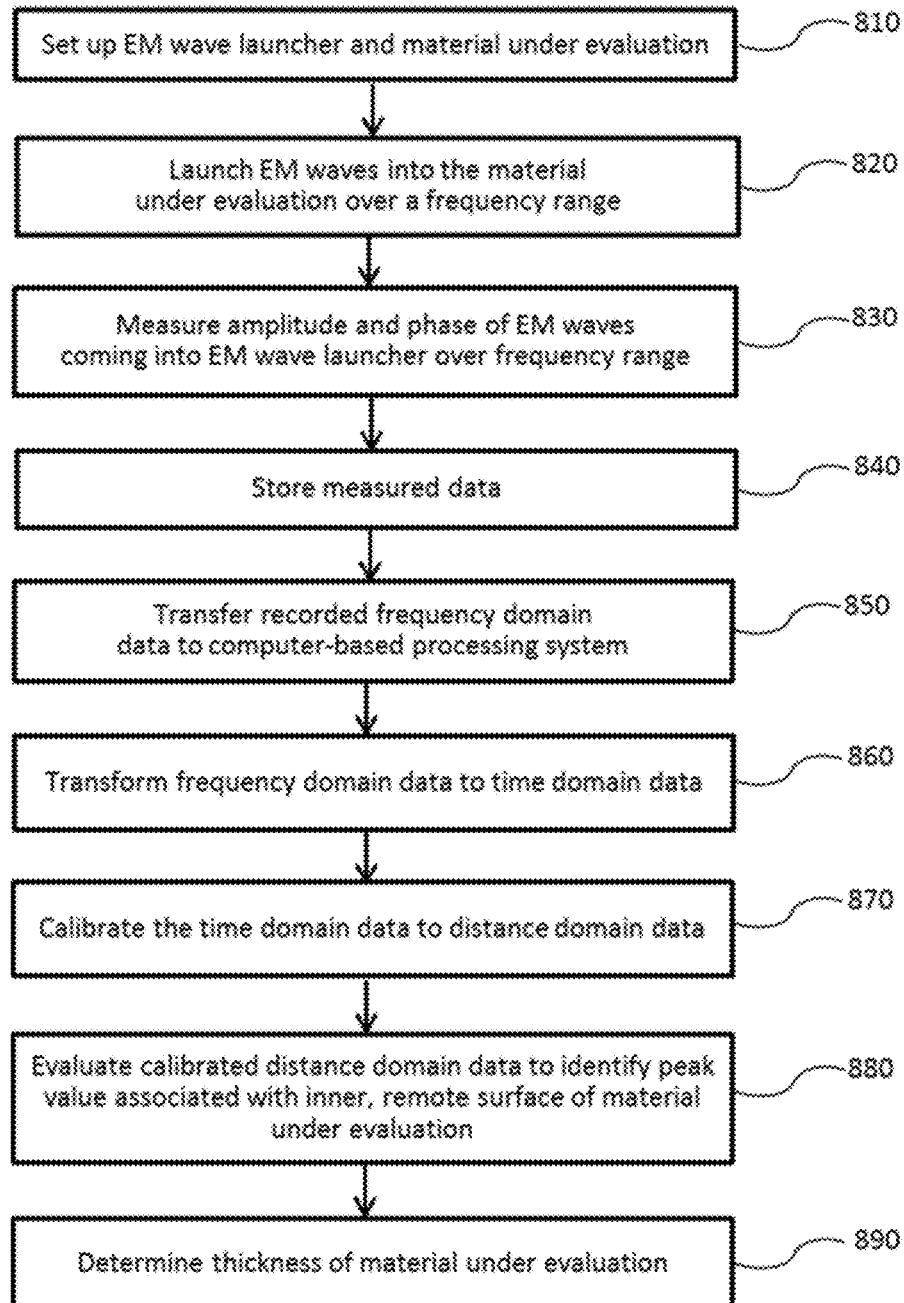 Set up EM wave launcher and material under evaluation
810
Launch EM waves into the material
under evaluation over a frequency range
820
Measure amplitude and phase of EM waves
coming into EM wave launcher over frequency range
830
Store measured data
840
Transfer recorded frequency domain
data to computer-based processing system
850
Transform frequency domain data to time domain data
860
Calibrate the time domain data to distance domain data
870
Evaluate calibrated distance domain data to identify peak
value associated with inner, remote surface of material
under evaluation
880
Determine thickness of material under evaluation
890